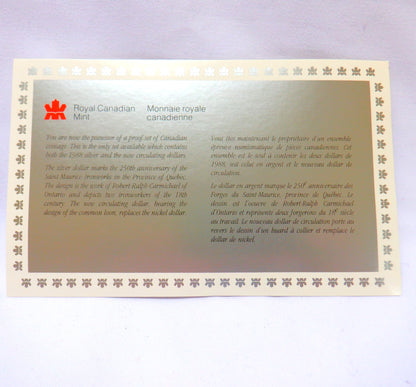 Royal Canadian
Mint
Monnaie royale
canadienne
You are now the possessor of a proof set of Canadian
coinage. This is the only set available which contains
both the 1988 silver and the new circulating dollars.
The silver dollar marks the 250th anniversary of the
Saint-Maurice Ironworks in the Province of Québec.
The design is the work of Robert Ralph Carmichael of
Ontario and depicts two ironworkers of the 18th
century. The new circulating dollar, bearing the
design of the common loon, replaces the nickel dollar.
Vous êtes maintenant le propriétaire d'un ensemble
épreuve numismatique de pièces canadiennes. Cet
ensemble est le seul à contenir les deux dollars de
1988, soit celui en argent et le nouveau dollar de
circulation.
Le dollar en argent marque le 250e anniversaire des
Forges du Saint-Maurice, province de Québec. Le
dessin est l'oeuvre de Robert Ralph Carmichael
d'Ontario et représente deux forgerons du 18e siècle
au travail. Le nouveau dollar de circulation porte au
revers le dessin d'un huard à collier et remplace le
dollar de nickel.